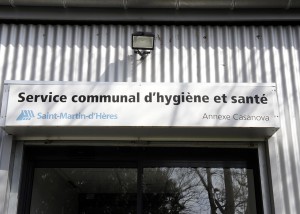 Service communal d'hygiène et santé
Saint-Martin-d'Hères Annexe Casanova